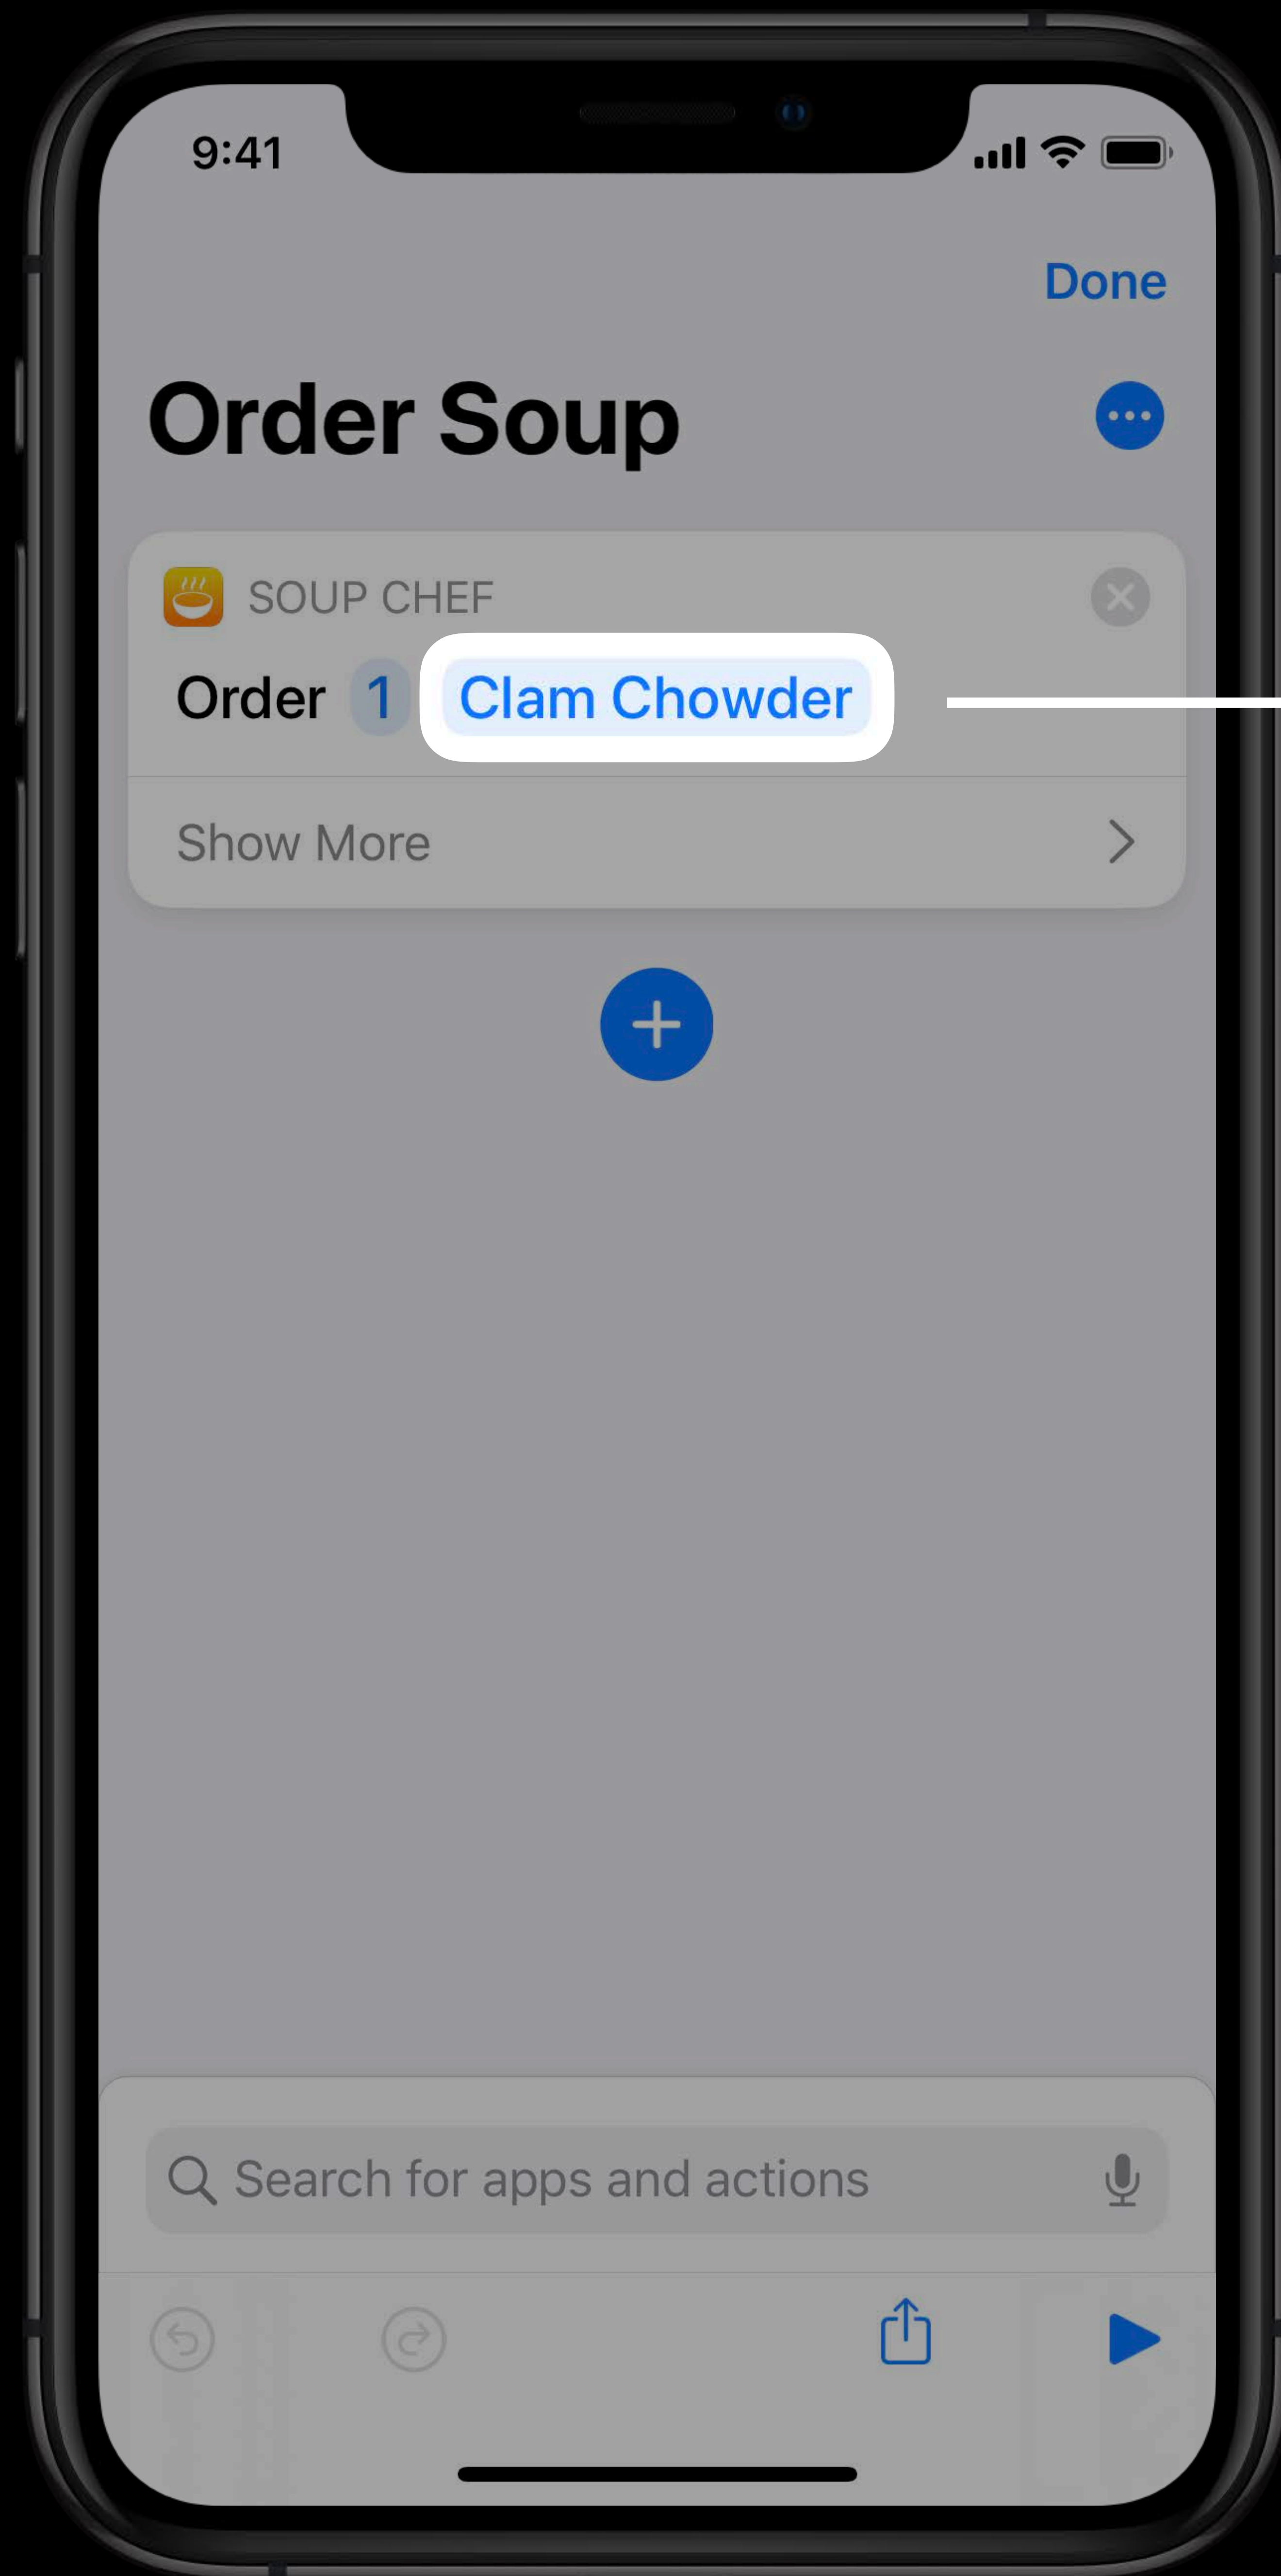 9:41
Done
Order Soup
SOUP CHEF
Order 1 Clam Chowder
Show More
Search for apps and actions